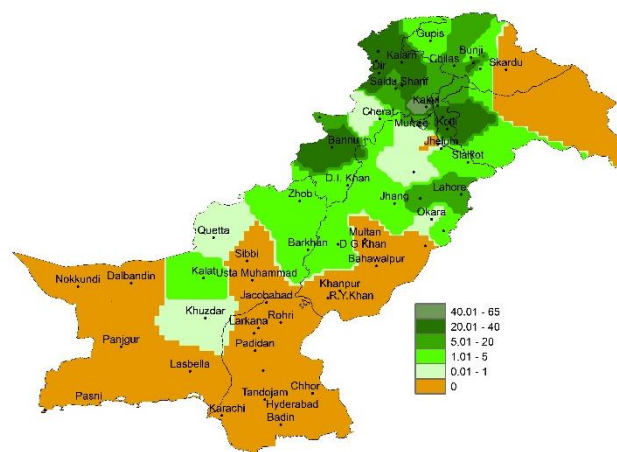 Gupis
Kalam
Chilas
Bunji
Skardu
Dir
Saidu Sharif
Kakul
Cherat
Murree
Kotli
Bannu
Jhelum
Sialkot
D.I. Khan
Zhob
Jhang
Lahore
Okara
Quetta
Multan
Barkhan
D G Khan
Sibbi
Bahawalpur
Nokkundi
Dalbandin
Kalat
Usta Muhammad
Khanpur
R.Y.Khan
Jacobabad
Khuzdar
Larkana
Rohri
Panjgur
Padidan
Lasbella
Pasni
Chhor
Tandojam
Hyderabad
Karachi
Badin
40.01 - 65
20.01 - 40
5.01 - 20
1.01 - 5
0.01 - 1
0